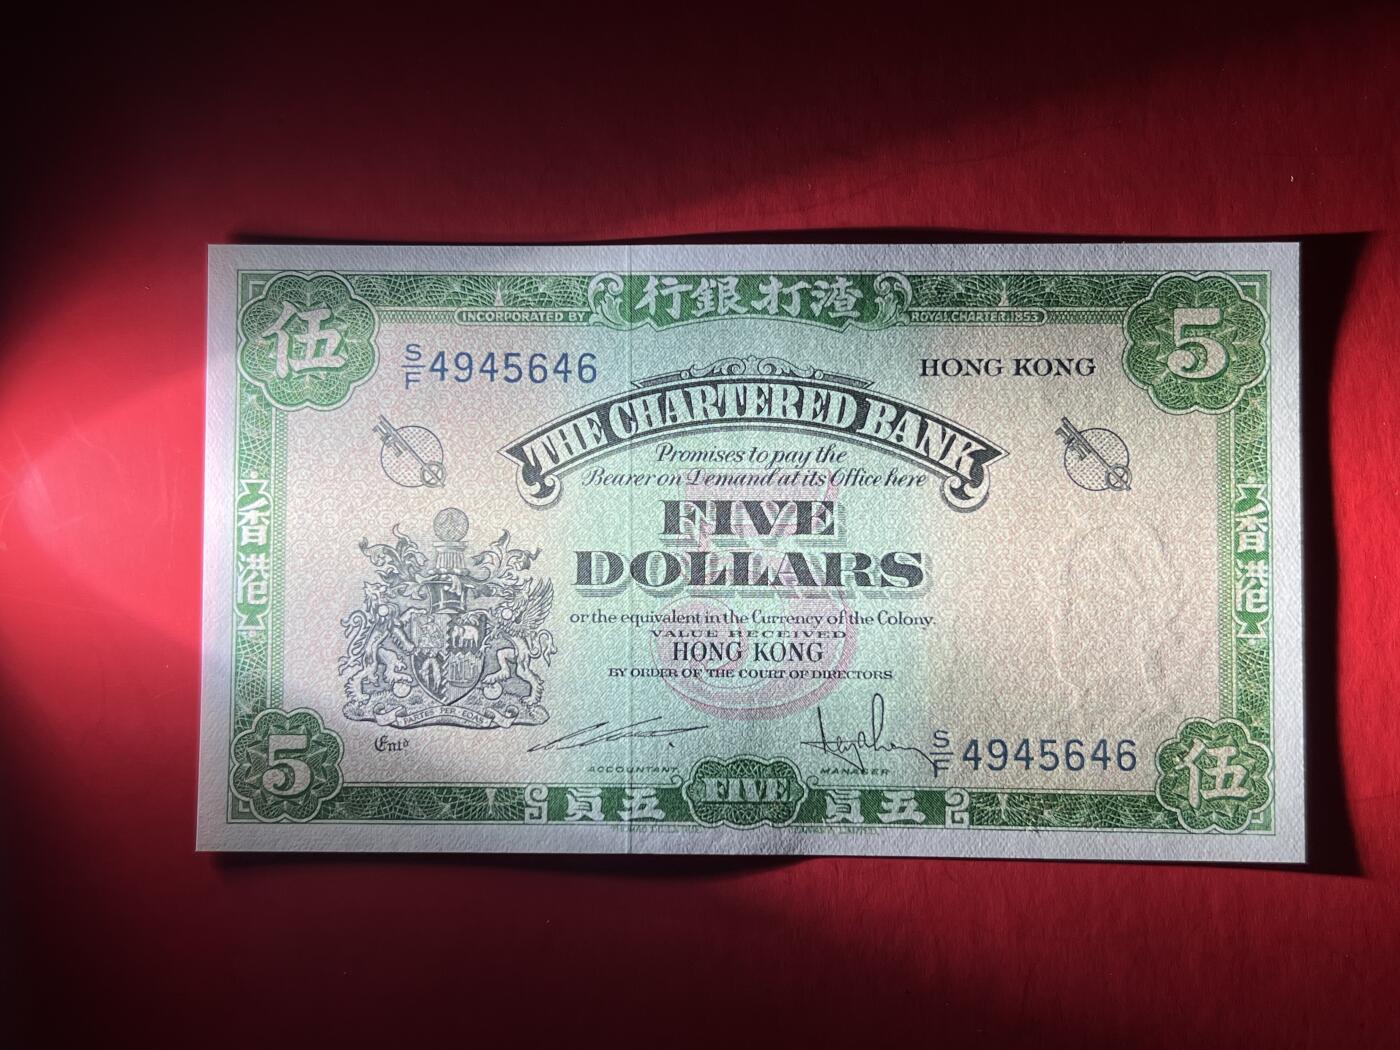 行銀打渣
INCORPORATED BY ROYAL CHARTER 1853
伍
5
S/F 4945646
HONG KONG
THE CHARTERED BANK
Promises to pay the
Bearer on Demand at its Office here
FIVE
DOLLARS
or the equivalent in the Currency of the Colony.
VALUE RECEIVED
HONG KONG
BY ORDER OF THE COURT OF DIRECTORS
香港
香港
Entd
ACCOUNTANT
MANAGER
S/F 4945646
5
員五
FIVE
員五
伍